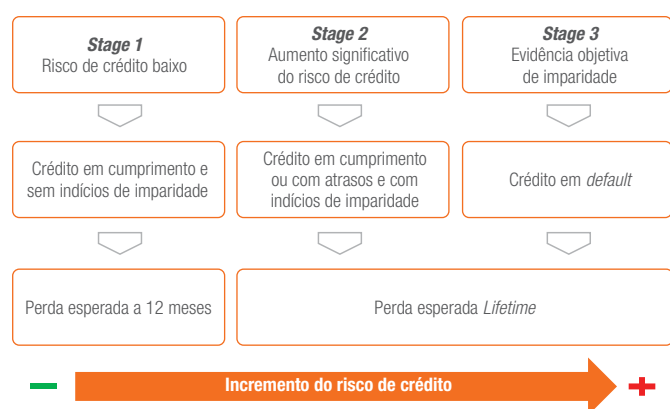 Stage 1
Risco de crédito baixo
Stage 2
Aumento significativo
do risco de crédito
Stage 3
Evidência objetiva
de imparidade
Crédito em cumprimento e
sem indícios de imparidade
Crédito em cumprimento
ou com atrasos e com
indícios de imparidade
Crédito em default
Perda esperada a 12 meses
Perda esperada Lifetime
Incremento do risco de crédito